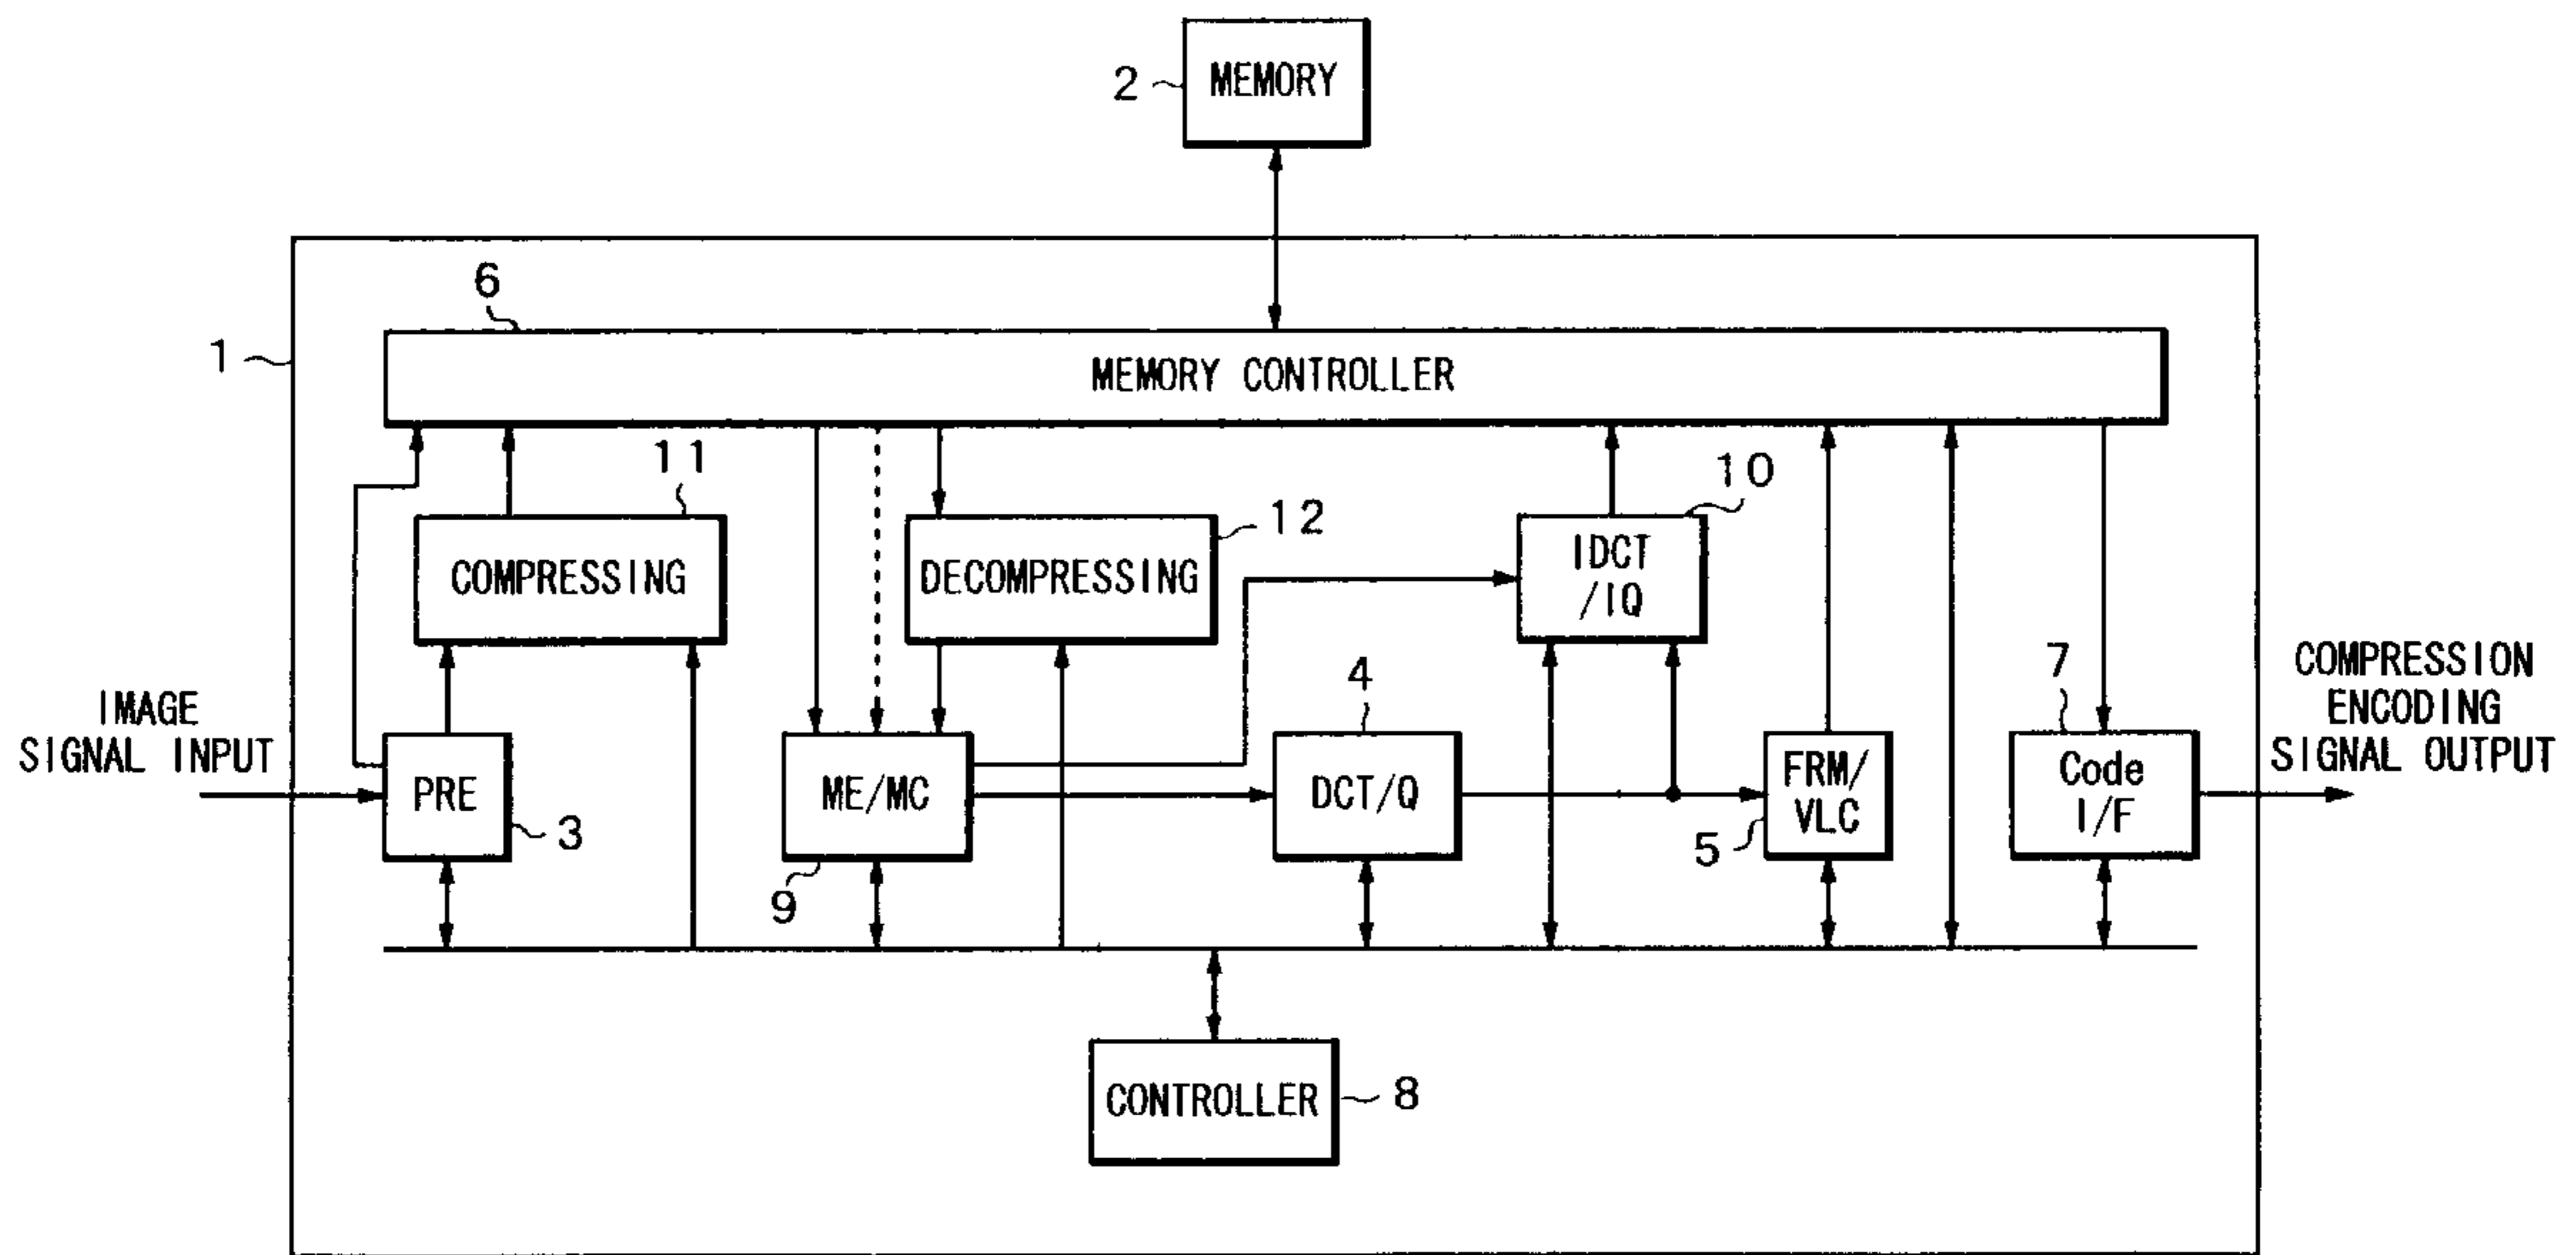 2
MEMORY
6
1
MEMORY CONTROLLER
11
10
12
COMPRESSING
DECOMPRESSING
IDCT
/IQ
IMAGE
SIGNAL INPUT
4
7
COMPRESSION
ENCODING
SIGNAL OUTPUT
PRE
3
ME/MC
9
DCT/Q
FRM/
VLC
5
Code
I/F
CONTROLLER
8